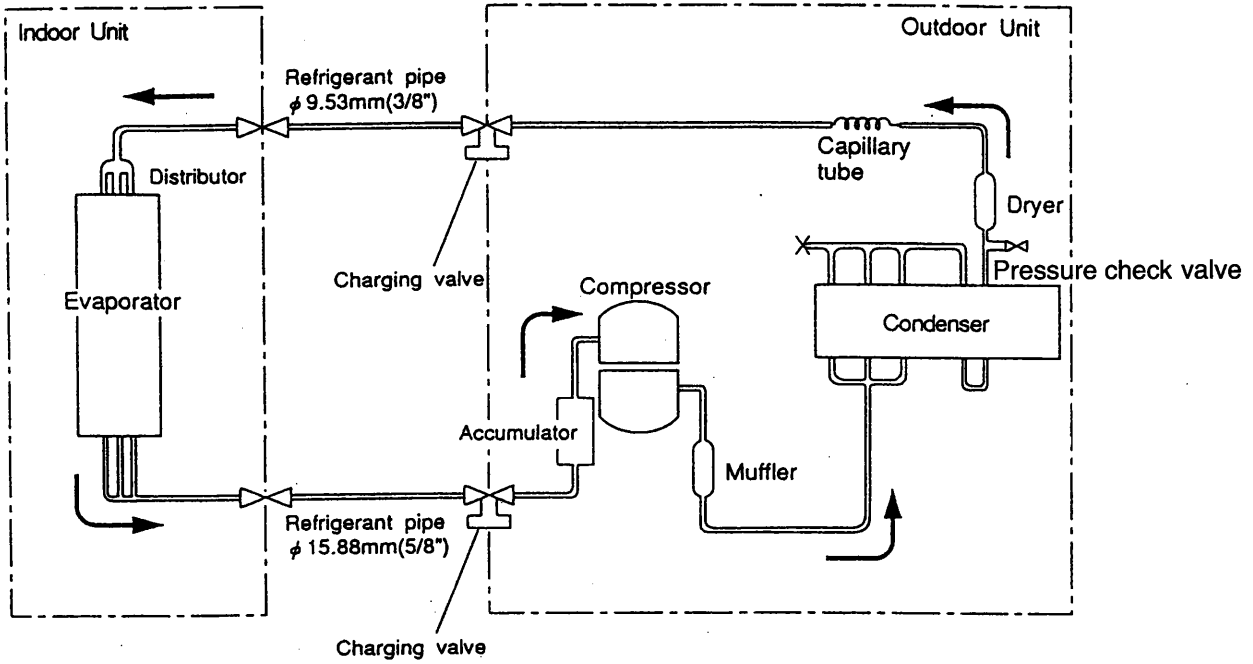 Indoor Unit
Outdoor Unit
Refrigerant pipe
ϕ 9.53mm(3/8")
Capillary
tube
Distributor
Dryer
Charging valve
Pressure check valve
Compressor
Evaporator
Condenser
Accumulator
Muffler
Refrigerant pipe
ϕ 15.88mm(5/8")
Charging valve